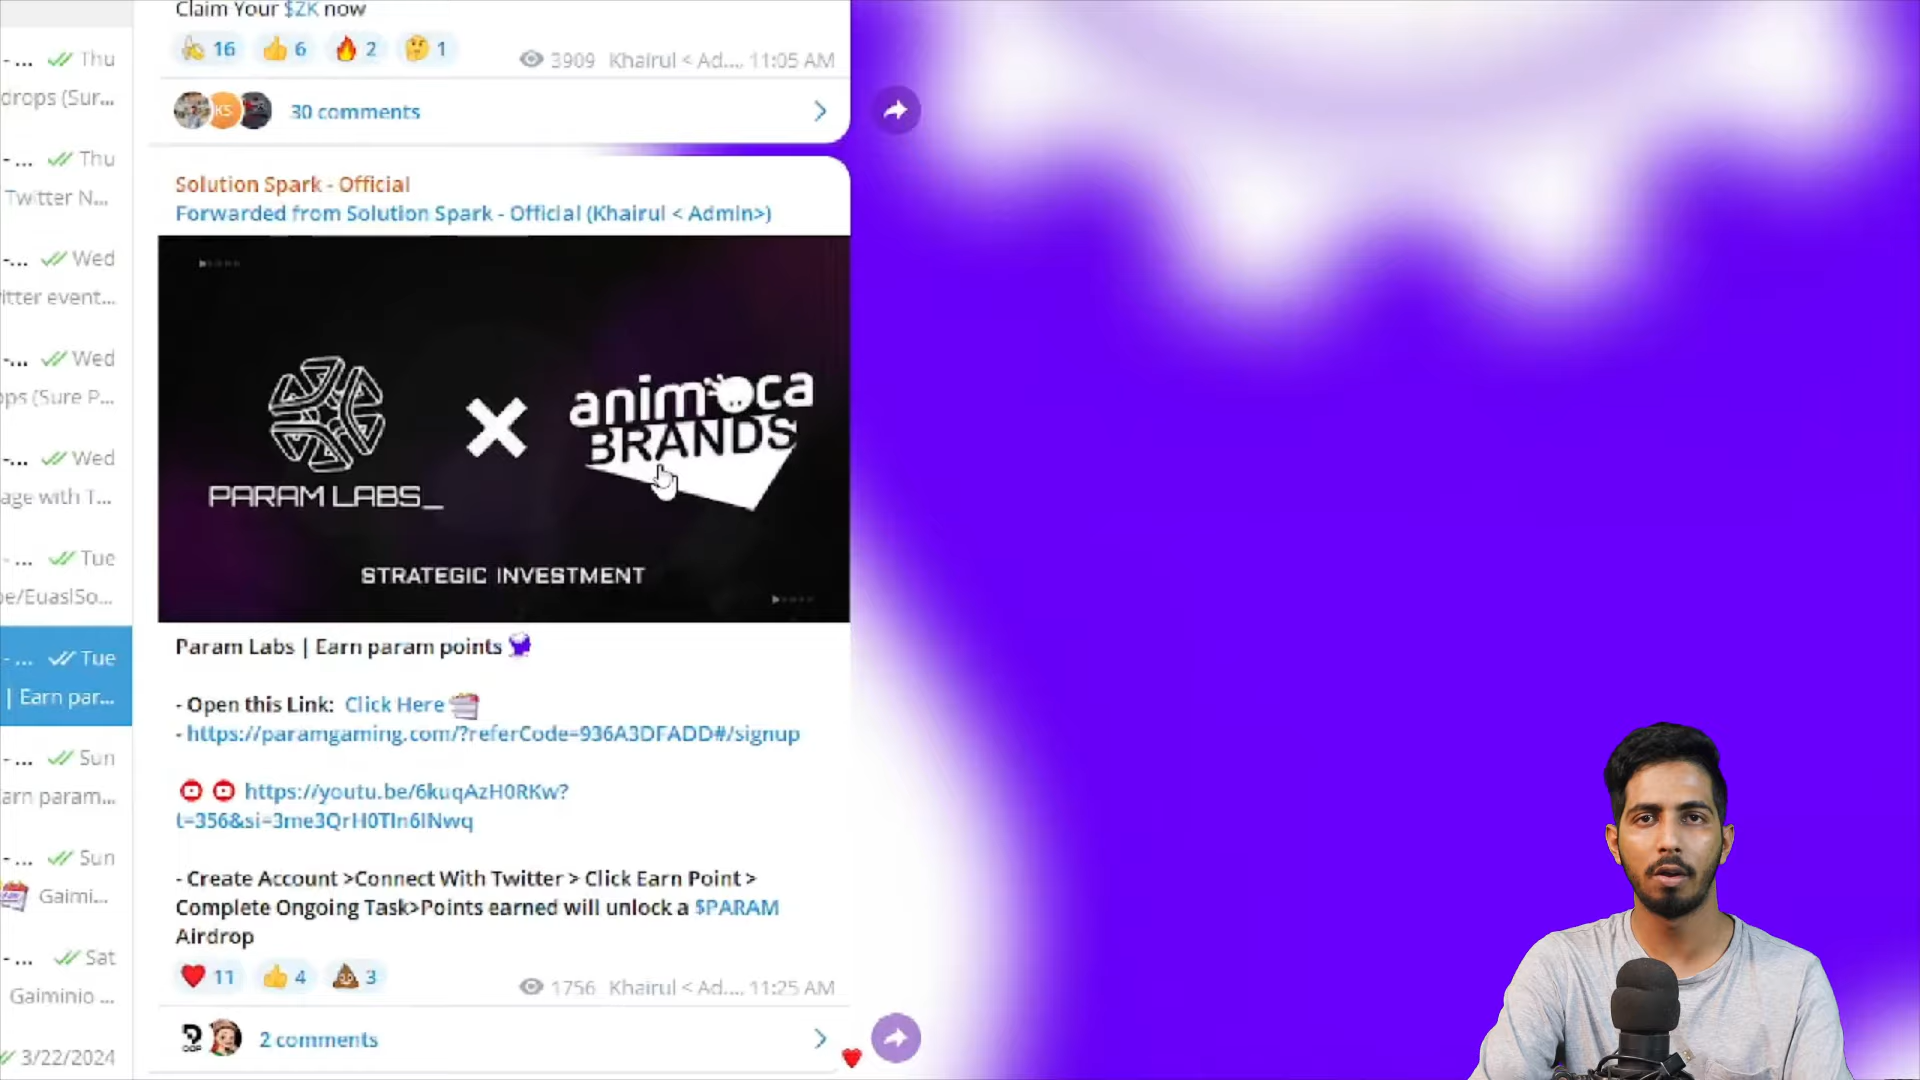 Claim Your $ZK now
16 6 2 1 3909 Khairul < Ad..., 11:05 AM
KS 30 comments
Solution Spark - Official
Forwarded from Solution Spark - Official (Khairul < Admin>)
PARAM LABS_
animoca
BRANDS
STRATEGIC INVESTMENT
Param Labs | Earn param points
- Open this Link: Click Here
- https://paramgaming.com/?referCode=936A3DFADD#/signup
https://youtu.be/6kuqAzH0RKw?
t=356&si=3me3QrH0TIn6lNwq
- Create Account >Connect With Twitter > Click Earn Point >
Complete Ongoing Task>Points earned will unlock a $PARAM
Airdrop
11 4 3 1756 Khairul < Ad..., 11:25 AM
2 comments
- ... Thu
drops (Sur...
- ... Thu
Twitter N...
-... Wed
itter event...
-... Wed
ops (Sure P...
-... Wed
age with T...
- ... Tue
be/EuaslSo...
- ... Tue
| Earn par...
- ... Sun
arn param...
- ... Sun
Gaimi...
- ... Sat
Gaiminio ...
3/22/2024